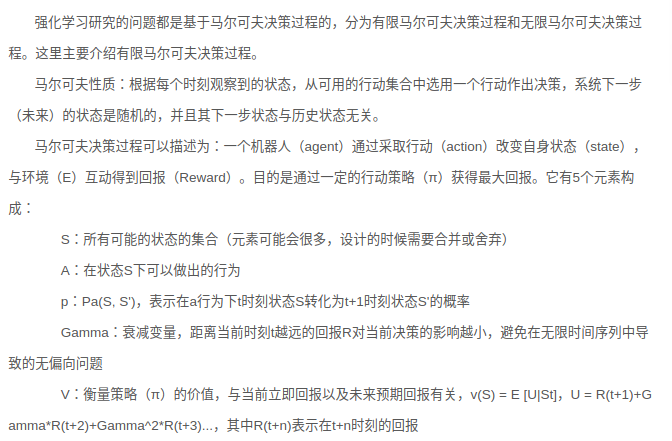 强化学习研究的问题都是基于马尔可夫决策过程的，分为有限马尔可夫决策过程和无限马尔可夫决策过
程。这里主要介绍有限马尔可夫决策过程。
马尔可夫性质：根据每个时刻观察到的状态，从可用的行动集合中选用一个行动作出决策，系统下一步
（未来）的状态是随机的，并且其下一步状态与历史状态无关。
马尔可夫决策过程可以描述为：一个机器人（agent）通过采取行动（action）改变自身状态（state），
与环境（E）互动得到回报（Reward）。目的是通过一定的行动策略（π）获得最大回报。它有5个元素构
成：
S：所有可能的状态的集合（元素可能会很多，设计的时候需要合并或舍弃）
A：在状态S下可以做出的行为
p：Pa(S, S')，表示在a行为下t时刻状态S转化为t+1时刻状态S'的概率
Gamma：衰减变量，距离当前时刻t越远的回报R对当前决策的影响越小，避免在无限时间序列中导
致的无偏向问题
V：衡量策略（π）的价值，与当前立即回报以及未来预期回报有关，v(S) = E [U|St]，U = R(t+1)+G
amma*R(t+2)+Gamma^2*R(t+3)...，其中R(t+n)表示在t+n时刻的回报